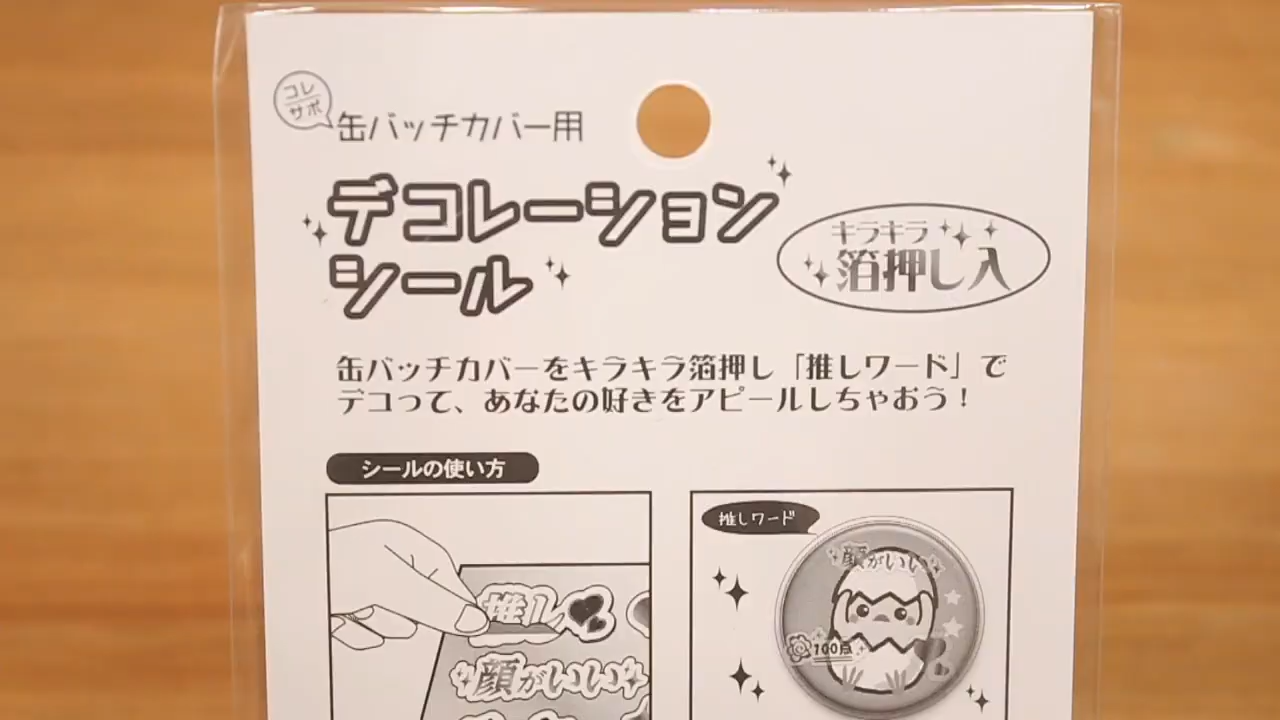 コレ
サポ
缶バッチカバー用
デコレーション
シール
キラキラ
箔押し入
缶バッチカバーをキラキラ箔押し「推しワード」で
デコって、あなたの好きをアピールしちゃおう！
シールの使い方
推しワード
顔がいい
100点
推し
顔がいい